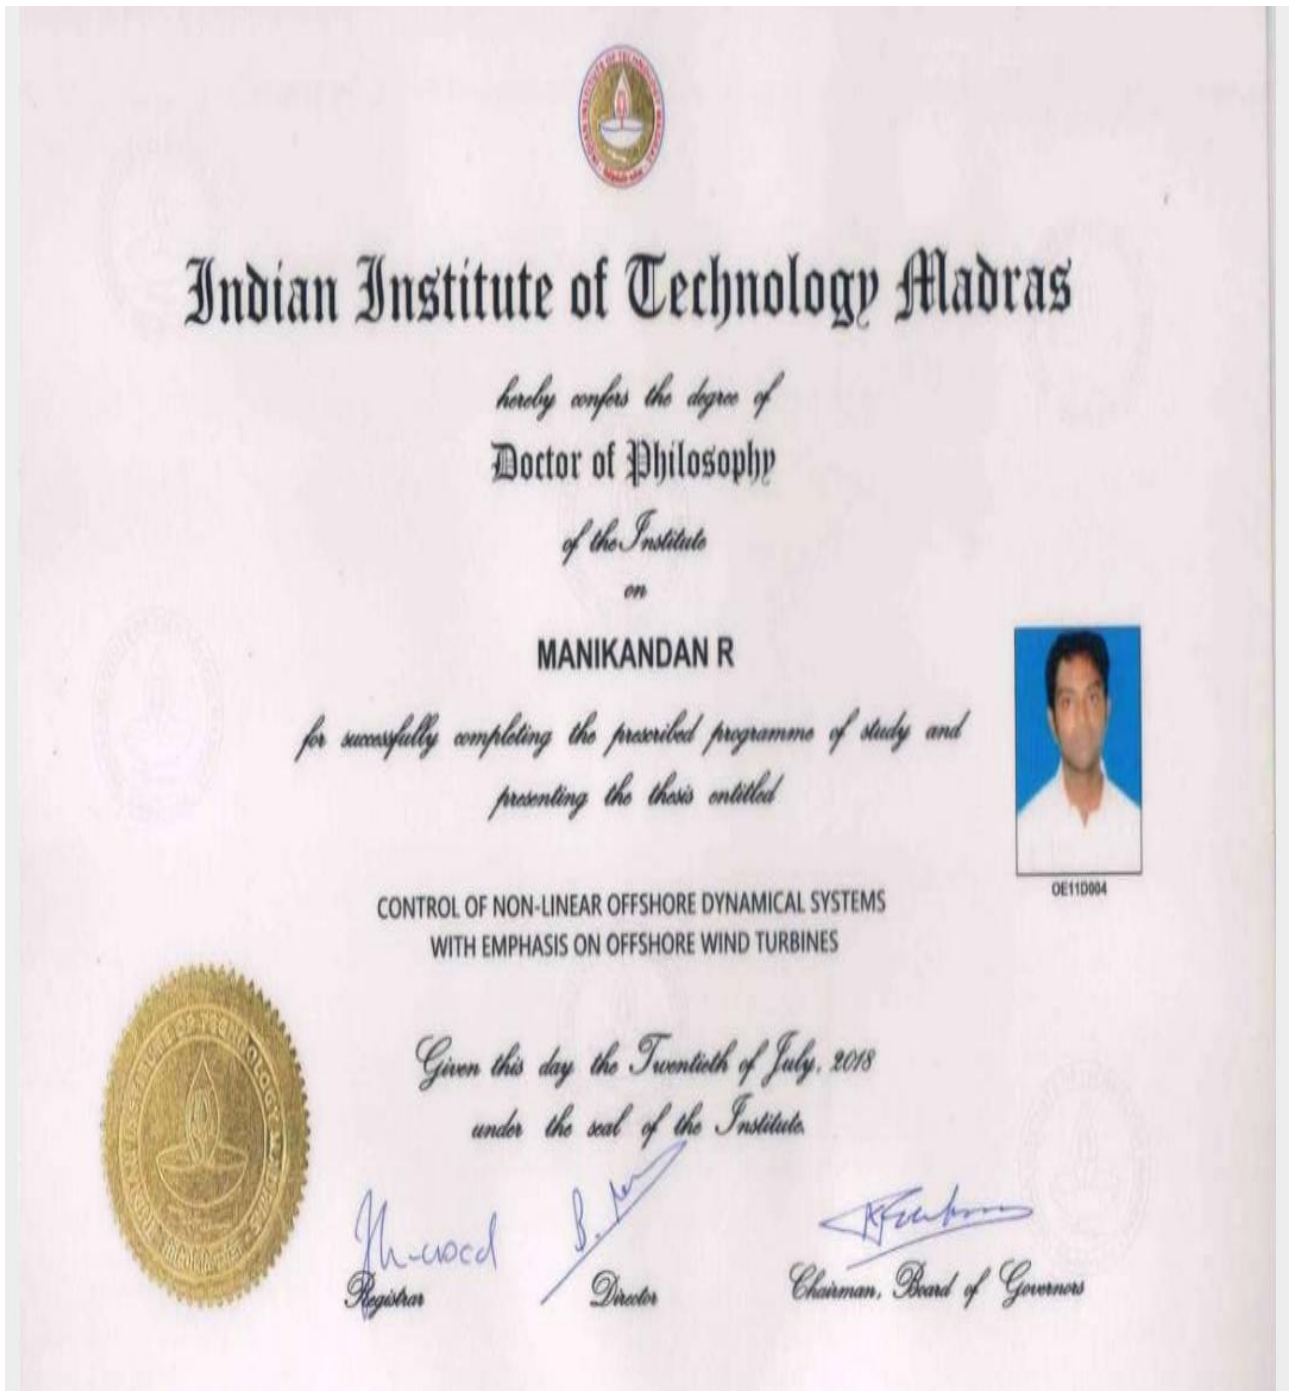 Indian Institute of Technology Madras
hereby confers the degree of
Doctor of Philosophy
of the Institute
on
MANIKANDAN R
for successfully completing the prescribed programme of study and
presenting the thesis entitled
OE11D004
CONTROL OF NON-LINEAR OFFSHORE DYNAMICAL SYSTEMS
WITH EMPHASIS ON OFFSHORE WIND TURBINES
Given this day the Twentieth of July, 2018
under the seal of the Institute.
Registrar
Director
Chairman, Board of Governors